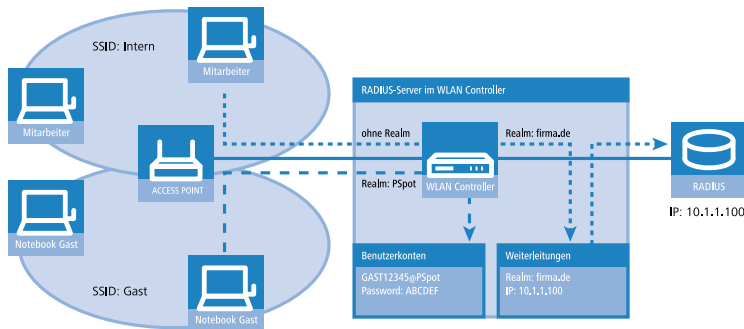 SSID: Intern
Mitarbeiter
Mitarbeiter
ACCESS POINT
Notebook Gast
SSID: Gast
Notebook Gast
RADIUS-Server im WLAN Controller
ohne Realm
Realm: firma.de
Realm: PSpot
WLAN Controller
Benutzerkonten
GAST12345@PSpot
Password: ABCDEF
Weiterleitungen
Realm: firma.de
IP: 10.1.1.100
RADIUS
IP: 10.1.1.100